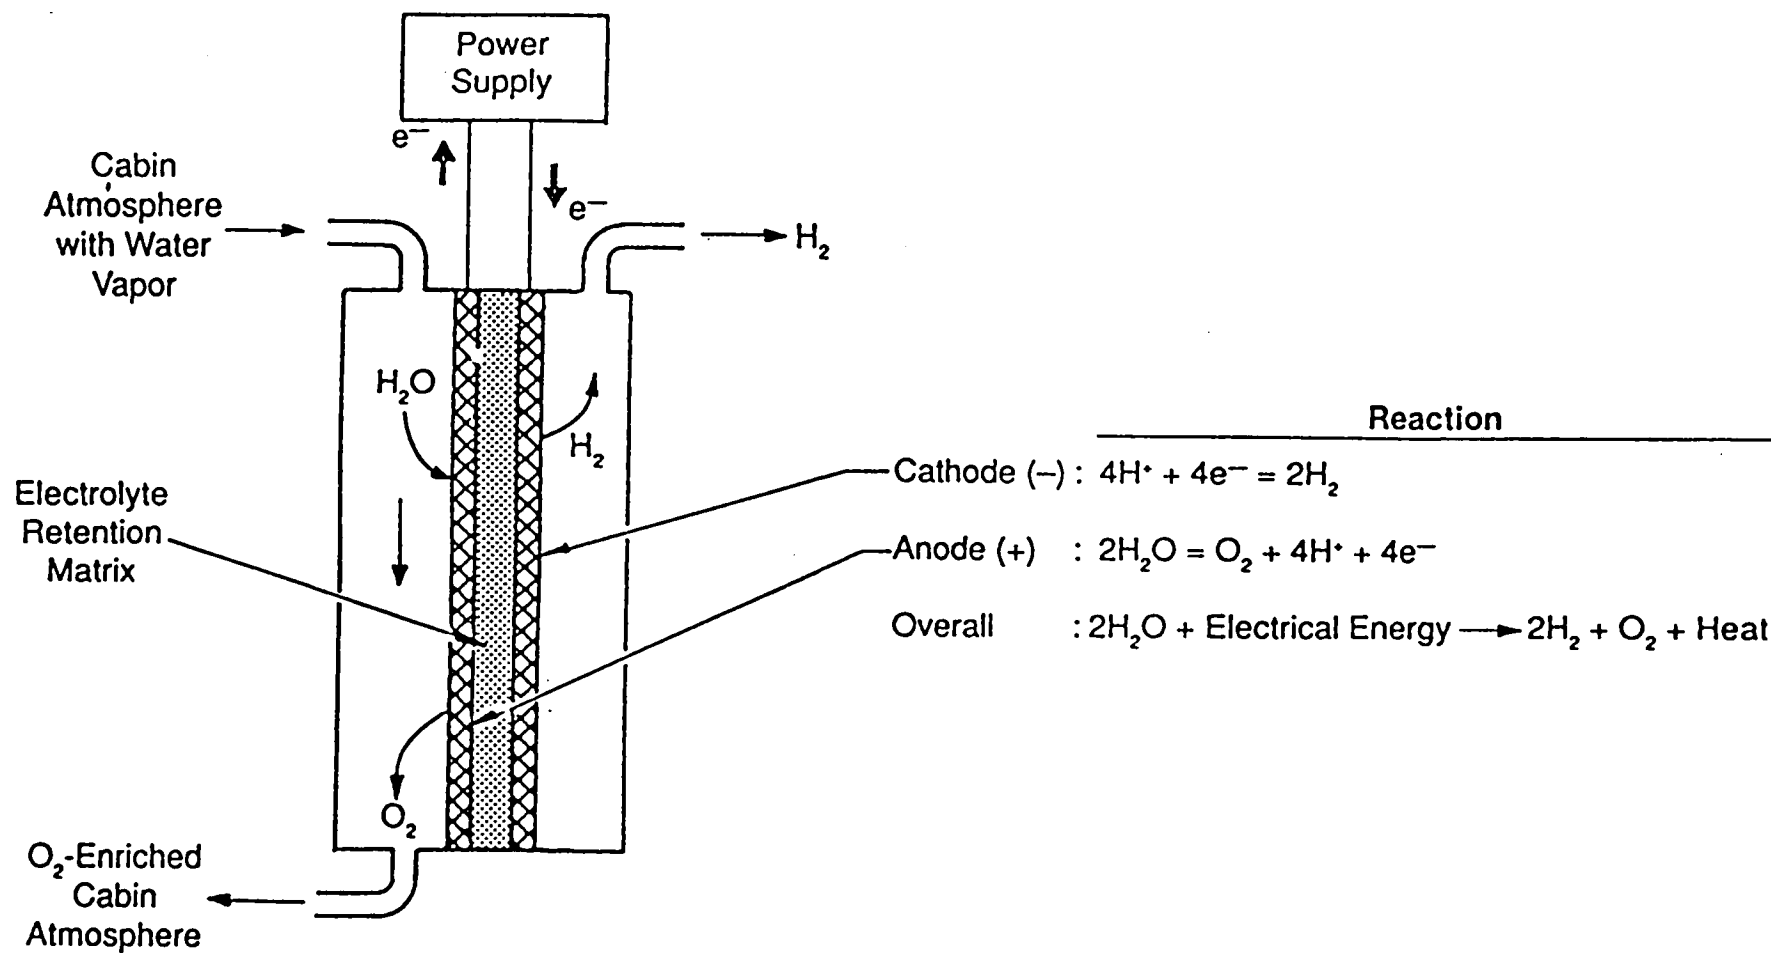 Power
Supply
e–
e–
Cabin
Atmosphere
with Water
Vapor
H₂
H₂O
H₂
Reaction
Cathode (–) : 4H⁺ + 4e– = 2H₂
Electrolyte
Retention
Matrix
Anode (+) : 2H₂O = O₂ + 4H⁺ + 4e–
Overall : 2H₂O + Electrical Energy → 2H₂ + O₂ + Heat
O₂
O₂-Enriched
Cabin
Atmosphere